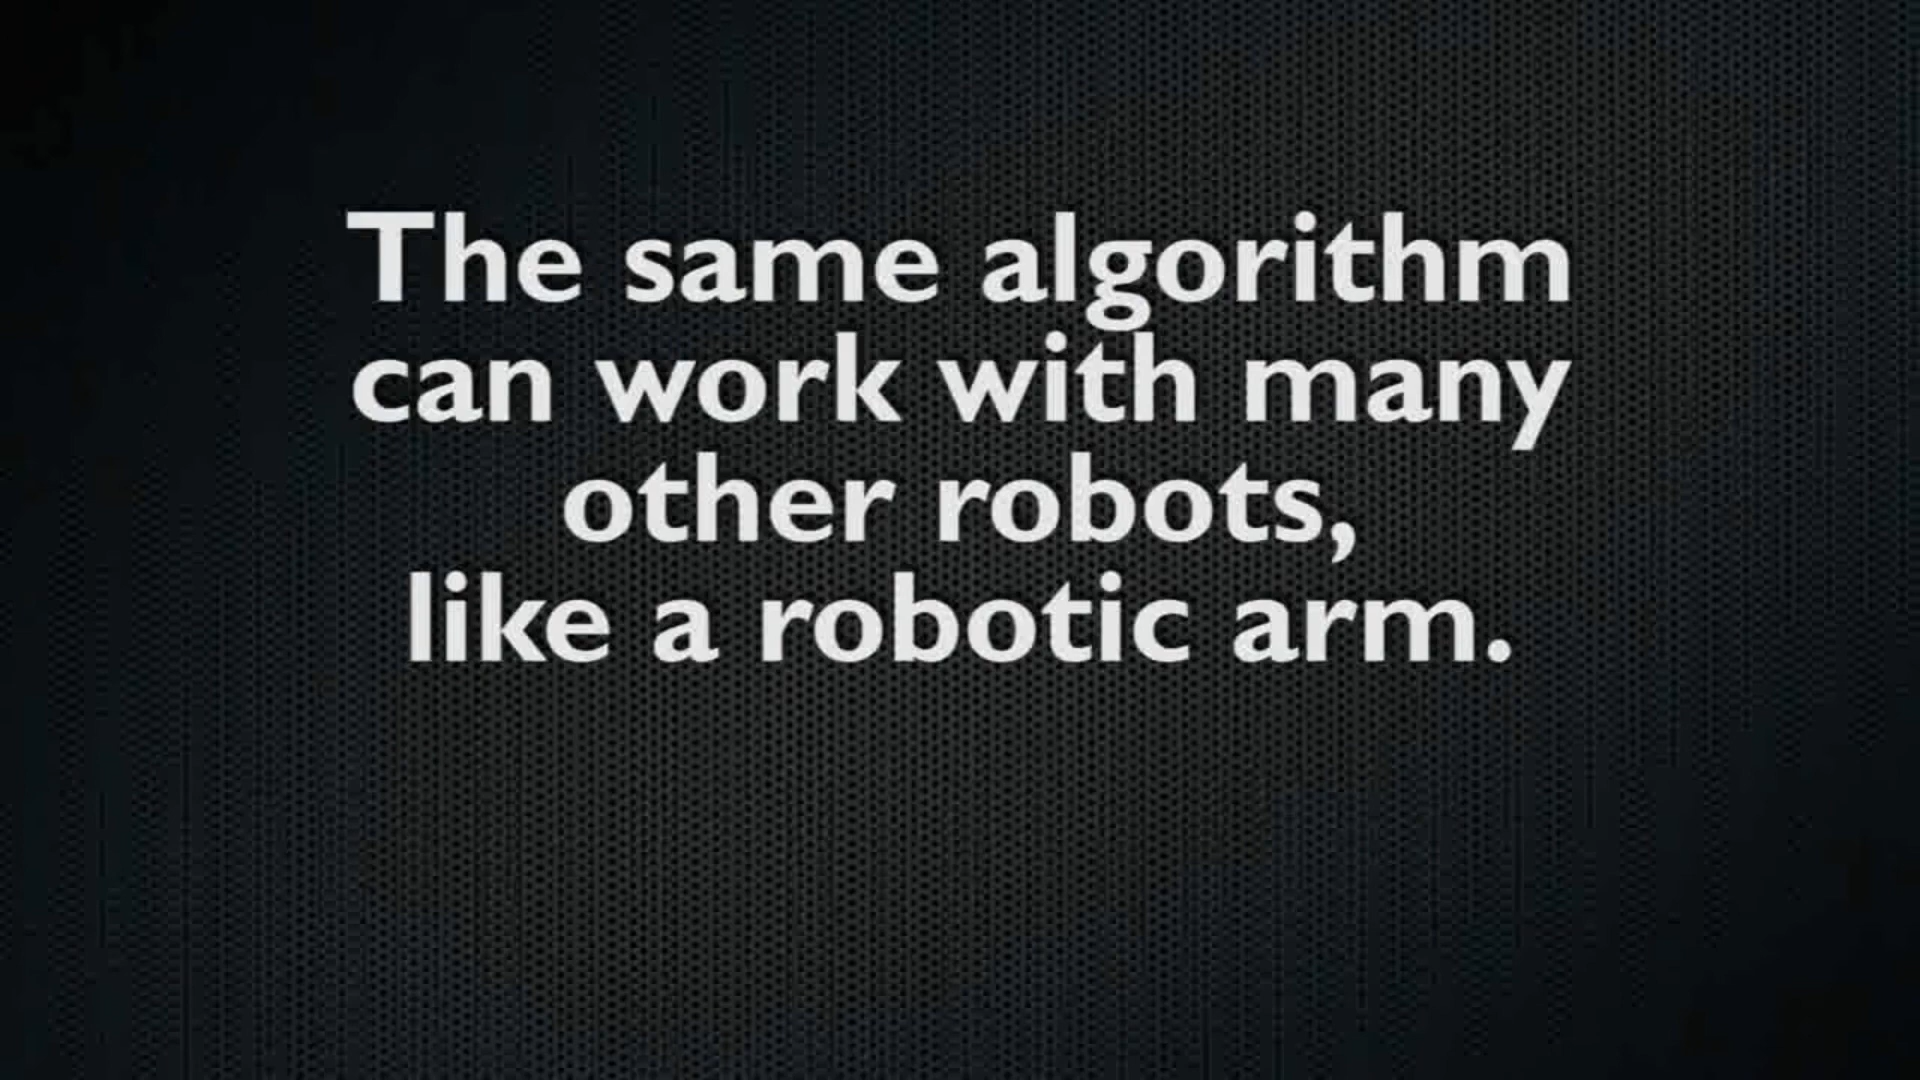 The same algorithm
can work with many
other robots,
like a robotic arm.